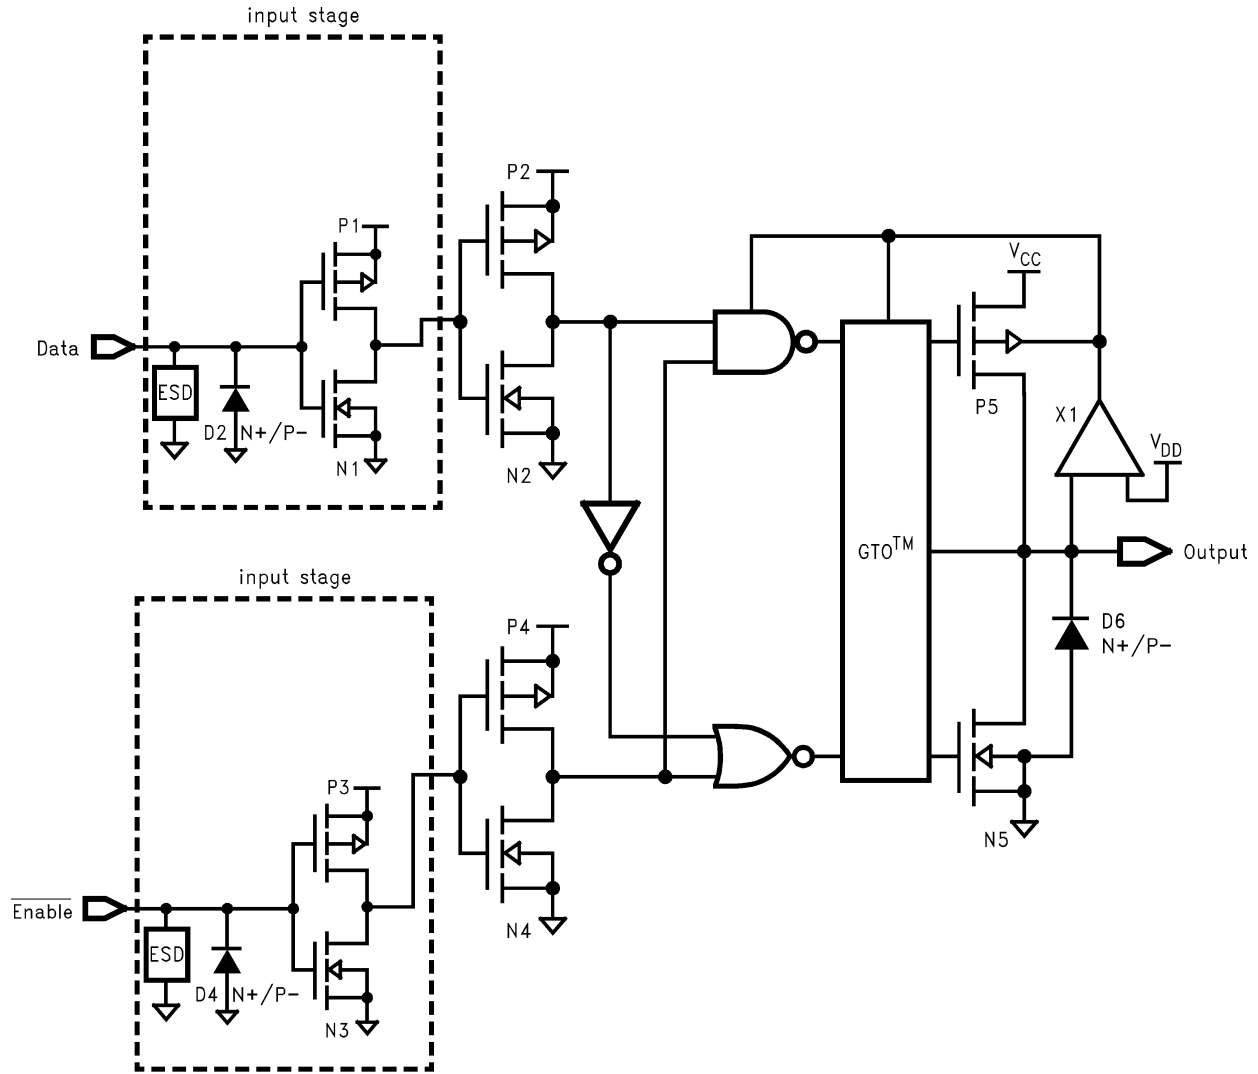 input stage
P2
P1
VCC
Data
ESD
D2 N+/P-
N1
N2
P5
X1
VDD
GTO™
Output
input stage
P4
D6
N+/P-
P3
N5
Enable
ESD
D4 N+/P-
N3
N4